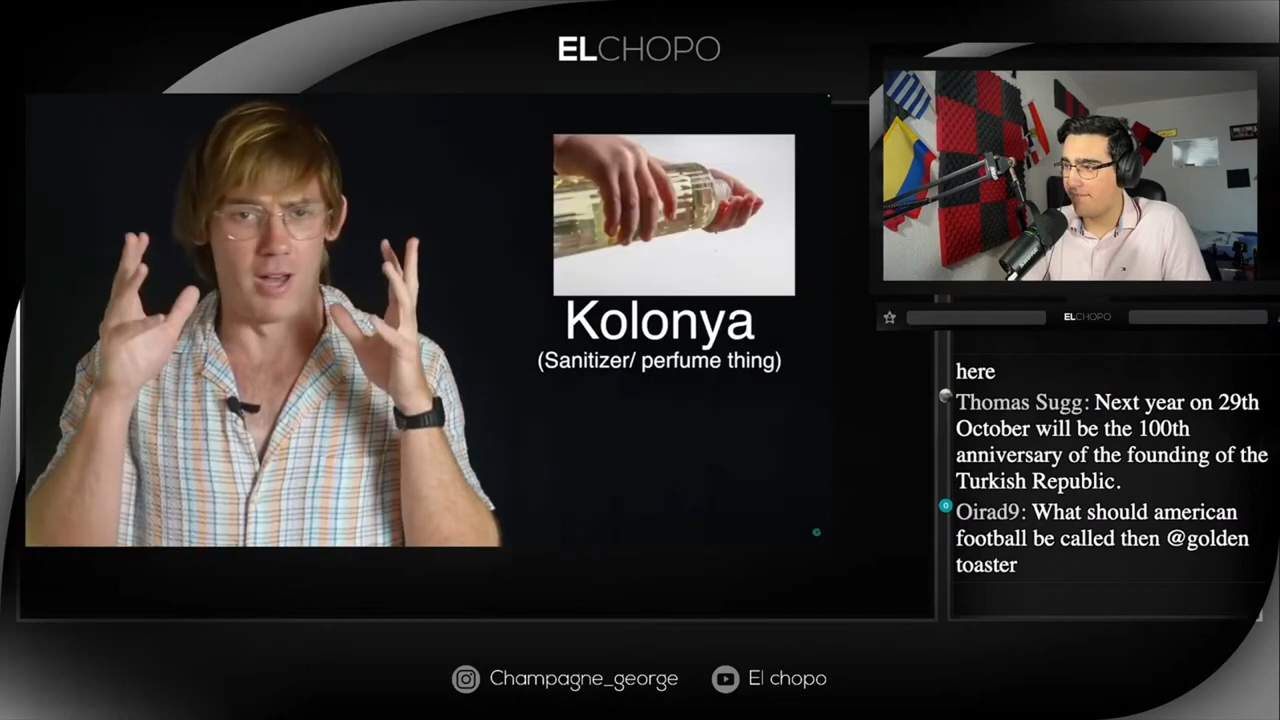 ELCHOPO
Kolonya
(Sanitizer/ perfume thing)
ELCHOPO
here
Thomas Sugg: Next year on 29th
October will be the 100th
anniversary of the founding of the
Turkish Republic.
Oirad9: What should american
football be called then @golden
toaster
Champagne_george
El chopo